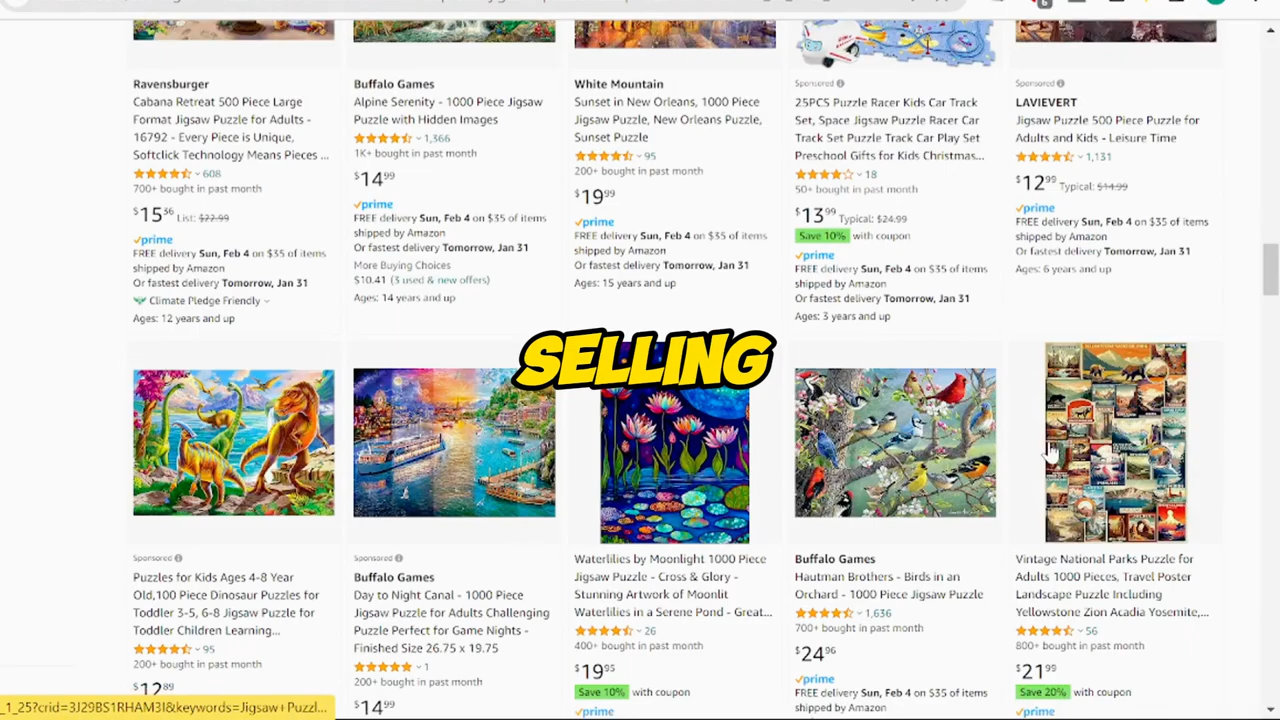 Ravensburger
Cabana Retreat 500 Piece Large
Format Jigsaw Puzzle for Adults -
16792 - Every Piece is Unique,
Softclick Technology Means Pieces ...
608
700+ bought in past month
$15 36 List: $22.99
prime
FREE delivery Sun, Feb 4 on $35 of items
shipped by Amazon
Or fastest delivery Tomorrow, Jan 31
Climate Pledge Friendly
Ages: 12 years and up
Buffalo Games
Alpine Serenity - 1000 Piece Jigsaw
Puzzle with Hidden Images
1,366
1K+ bought in past month
$14 99
prime
FREE delivery Sun, Feb 4 on $35 of items
shipped by Amazon
Or fastest delivery Tomorrow, Jan 31
More Buying Choices
$10.41 (3 used & new offers)
Ages: 14 years and up
White Mountain
Sunset in New Orleans, 1000 Piece
Jigsaw Puzzle, New Orleans Puzzle,
Sunset Puzzle
95
200+ bought in past month
$19 99
prime
FREE delivery Sun, Feb 4 on $35 of items
shipped by Amazon
Or fastest delivery Tomorrow, Jan 31
Ages: 15 years and up
Sponsored
25PCS Puzzle Racer Kids Car Track
Set, Space Jigsaw Puzzle Racer Car
Track Set Puzzle Track Car Play Set
Preschool Gifts for Kids Christmas...
18
50+ bought in past month
$13 99 Typical: $24.99
Save 10% with coupon
prime
FREE delivery Sun, Feb 4 on $35 of items
shipped by Amazon
Or fastest delivery Tomorrow, Jan 31
Ages: 3 years and up
Sponsored
LAVIEVERT
Jigsaw Puzzle 500 Piece Puzzle for
Adults and Kids - Leisure Time
1,131
$12 99 Typical: $14.99
prime
FREE delivery Sun, Feb 4 on $35 of items
shipped by Amazon
Or fastest delivery Tomorrow, Jan 31
Ages: 6 years and up
SELLING
Sponsored
Puzzles for Kids Ages 4-8 Year
Old,100 Piece Dinosaur Puzzles for
Toddler 3-5, 6-8 Jigsaw Puzzle for
Toddler Children Learning...
95
200+ bought in past month
$12 89
Sponsored
Buffalo Games
Day to Night Canal - 1000 Piece
Jigsaw Puzzle for Adults Challenging
Puzzle Perfect for Game Nights -
Finished Size 26.75 x 19.75
1
200+ bought in past month
$14 99
Waterlilies by Moonlight 1000 Piece
Jigsaw Puzzle - Cross & Glory -
Stunning Artwork of Moonlit
Waterlilies in a Serene Pond - Great...
26
400+ bought in past month
$19 95
Save 10% with coupon
prime
Buffalo Games
Hautman Brothers - Birds in an
Orchard - 1000 Piece Jigsaw Puzzle
1,636
700+ bought in past month
$24 96
prime
FREE delivery Sun, Feb 4 on $35 of items
shipped by Amazon
Vintage National Parks Puzzle for
Adults 1000 Pieces, Travel Poster
Landscape Puzzle Including
Yellowstone Zion Acadia Yosemite,...
56
800+ bought in past month
$21 99
Save 20% with coupon
prime
_1_25?crid=3J29BS1RHAM3I&keywords=Jigsaw+Puzzl...